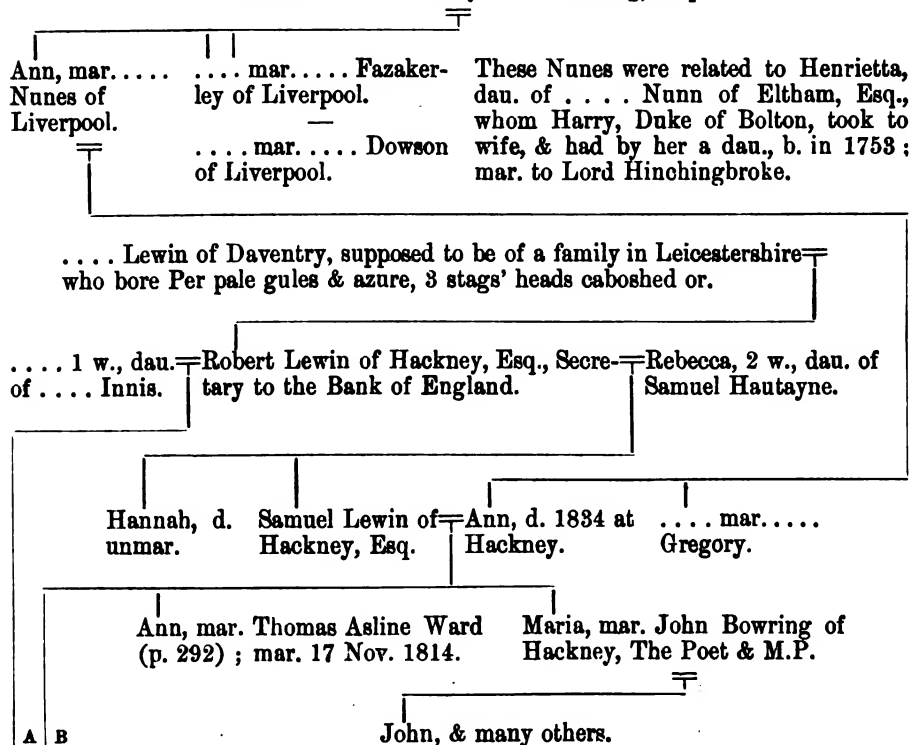 Ann, mar.....
Nunes of
Liverpool.
.... mar..... Fazaker-
ley of Liverpool.
—
.... mar..... Dowson
of Liverpool.
These Nunes were related to Henrietta,
dau. of .... Nunn of Eltham, Esq.,
whom Harry, Duke of Bolton, took to
wife, & had by her a dau., b. in 1753;
mar. to Lord Hinchingbroke.
.... Lewin of Daventry, supposed to be of a family in Leicestershire
who bore Per pale gules & azure, 3 stags' heads caboshed or.
.... 1 w., dau.
of .... Innis.
Robert Lewin of Hackney, Esq., Secre-
tary to the Bank of England.
Rebecca, 2 w., dau. of
Samuel Hautayne.
Hannah, d.
unmar.
Samuel Lewin of
Hackney, Esq.
Ann, d. 1834 at
Hackney.
.... mar.....
Gregory.
Ann, mar. Thomas Asline Ward
(p. 292) ; mar. 17 Nov. 1814.
Maria, mar. John Bowring of
Hackney, The Poet & M.P.
John, & many others.
A B